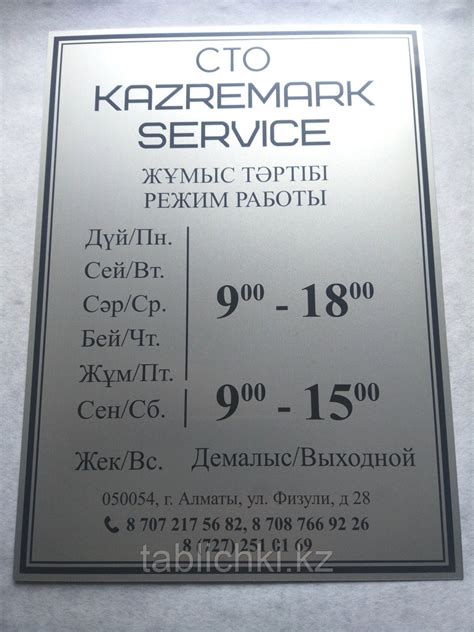 СТО
KAZREMARK
SERVICE
ЖҰМЫС ТӘРТІБІ
РЕЖИМ РАБОТЫ
Дүй/Пн.
Сей/Вт.
Сәр/Ср.
Бей/Чт.
Жұм/Пт.
9⁰⁰ - 18⁰⁰
Сен/Сб.
9⁰⁰ - 15⁰⁰
Жек/Вс. Демалыс/Выходной
050054, г. Алматы, ул. Физули, д 28
8 707 217 56 82, 8 708 766 92 26
8 (727) 251 01 69
tablichki.kz